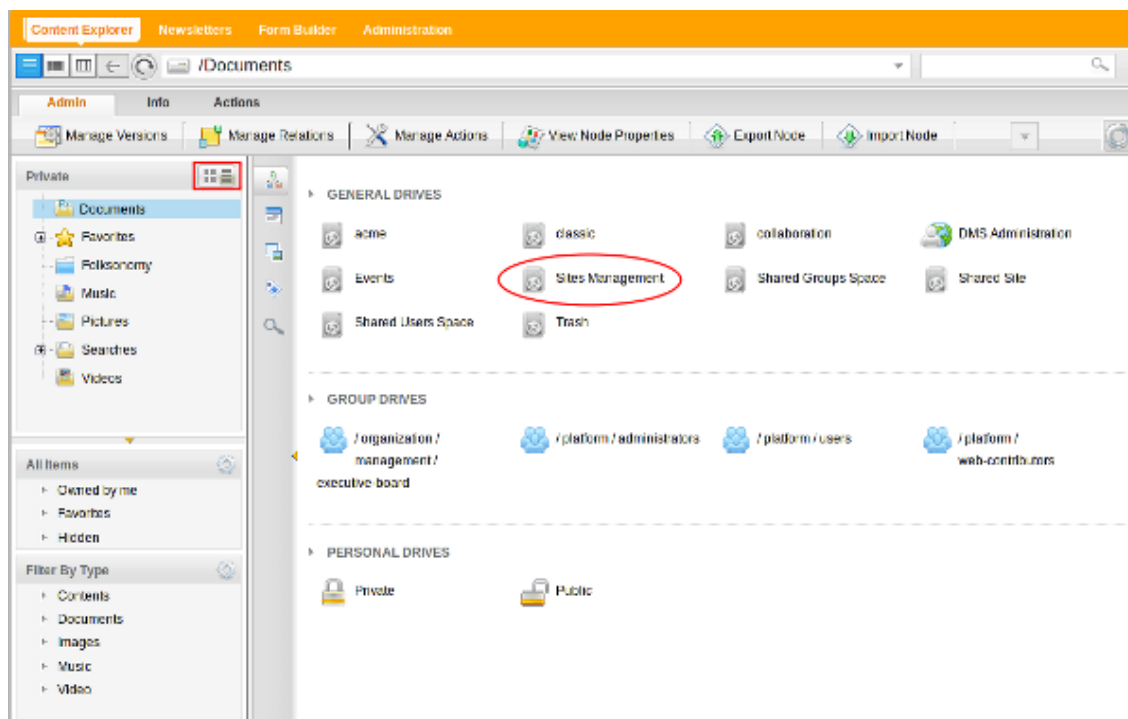 Content Explorer Newsletters Form Builder Administration
/Documents
Admin Info Actions
Manage Versions Manage Relations Manage Actions View Node Properties Export Node Import Node
Private
Documents
Favorites
Folksonomy
Music
Pictures
Searches
Videos
All Items
Owned by me
Favorites
Hidden
Filter By Type
Contents
Documents
Images
Music
Video
GENERAL DRIVES
acme classic collaboration DMS Administration
Events Sites Management Shared Groups Space Shared Site
Shared Users Space Trash
GROUP DRIVES
/ organization / / platform / administrators / platform / users / platform /
management / web-contributors
executive-board
PERSONAL DRIVES
Private Public